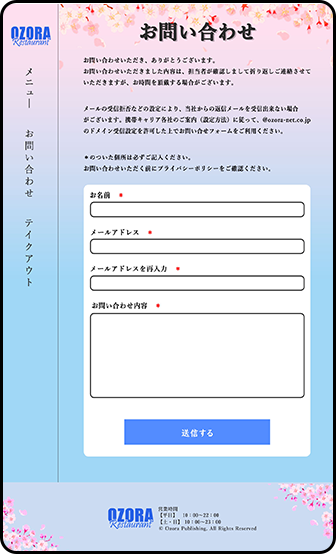 OZORA
Restaurant
メニュー
お問い合わせ
テイクアウト
お問い合わせ
お問い合わせいただき、ありがとうございます。
お問い合わせいただきました内容は、担当者が確認しまして折り返しご連絡させて
いただきますが、お時間を頂戴する場合がございます。
メールの受信拒否などの設定により、当社からの返信メールを受信出来ない場合
がございます。携帯キャリア各社のご案内（設定方法）に従って、@ozora-net.co.jp
のドメイン受信設定を許可した上でお問い合せフォームをご利用ください。
＊のついた個所は必ずご記入ください。
お問い合わせいただく前にプライバシーポリシーをご確認ください。
お名前 *
メールアドレス *
メールアドレスを再入力 *
お問い合わせ内容 *
送信する
OZORA
Restaurant
営業時間
【平日】 10：00～22：00
【土・日】 10：00～23：00
© Ozora Publishing. All Rights Reserved